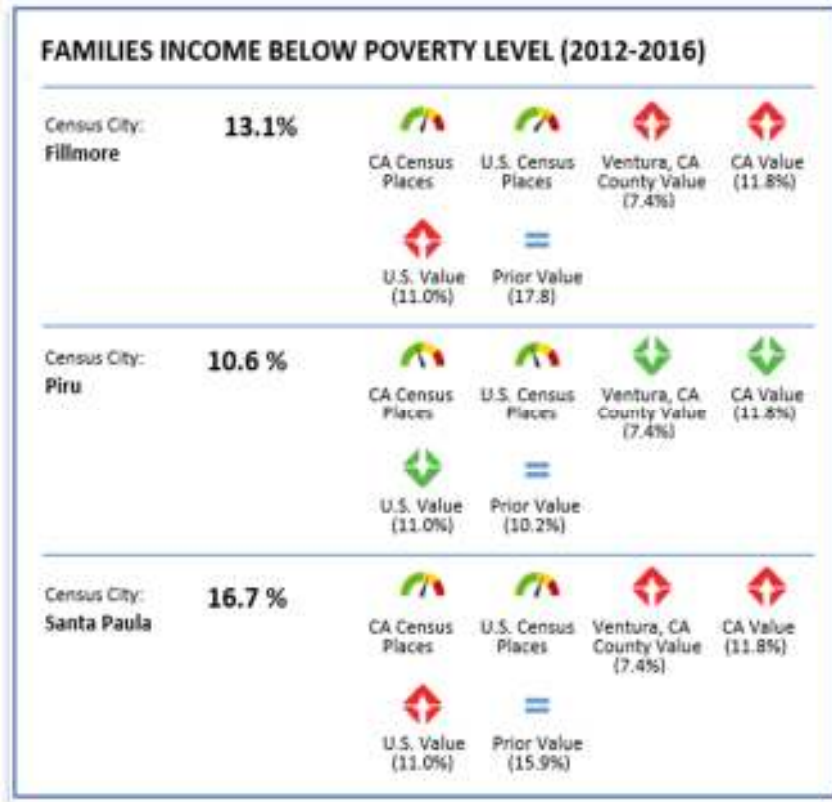 FAMILIES INCOME BELOW POVERTY LEVEL (2012-2016)
Census City:
Fillmore
13.1%
CA Census
Places
U.S. Census
Places
Ventura, CA
County Value
(7.4%)
CA Value
(11.8%)
U.S. Value
(11.0%)
Prior Value
(17.8)
Census City:
Piru
10.6 %
CA Census
Places
U.S. Census
Places
Ventura, CA
County Value
(7.4%)
CA Value
(11.8%)
U.S. Value
(11.0%)
Prior Value
(10.2%)
Census City:
Santa Paula
16.7 %
CA Census
Places
U.S. Census
Places
Ventura, CA
County Value
(7.4%)
CA Value
(11.8%)
U.S. Value
(11.0%)
Prior Value
(15.9%)